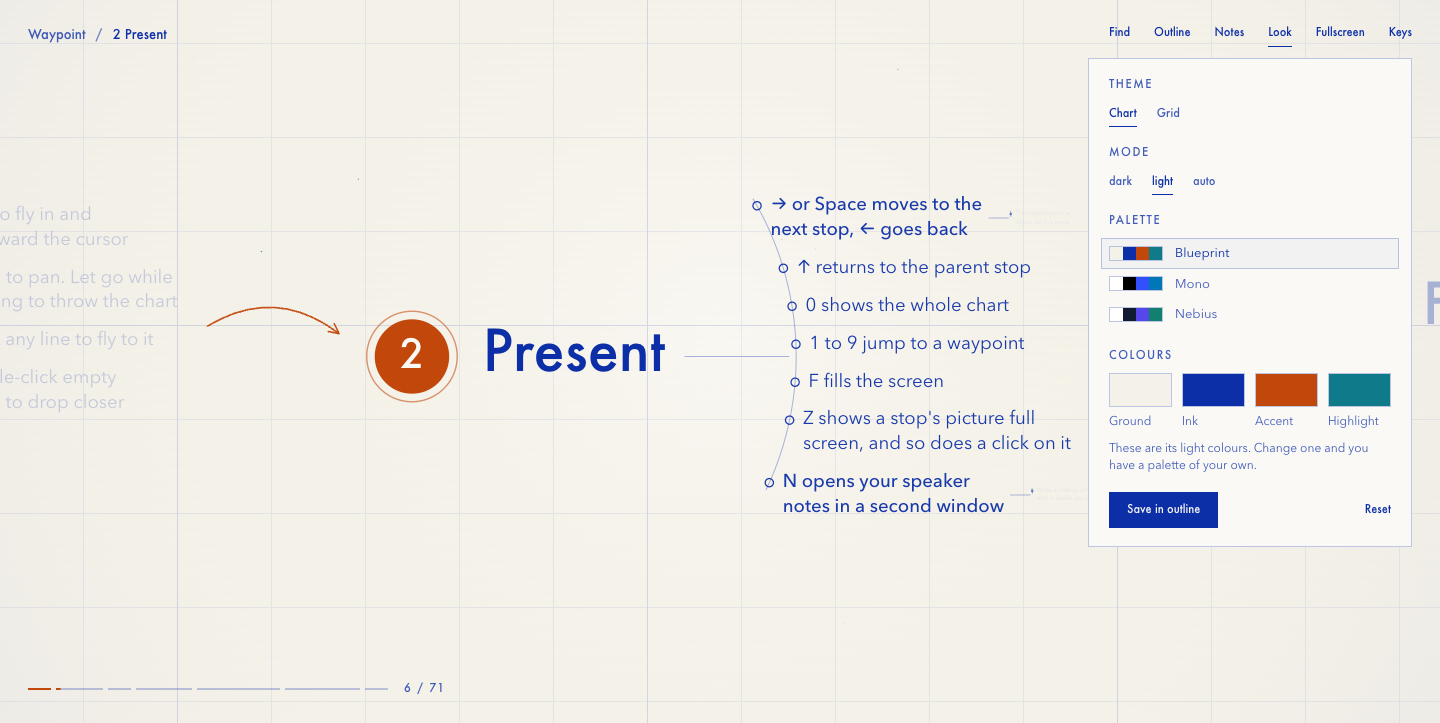 Waypoint / 2 Present
Find Outline Notes Look Fullscreen Keys
THEME
Chart Grid
MODE
dark light auto
PALETTE
Blueprint
Mono
Nebius
COLOURS
Ground Ink Accent Highlight
These are its light colours. Change one and you
have a palette of your own.
Save in outline
Reset
o fly in and
ward the cursor
to pan. Let go while
ng to throw the chart
any line to fly to it
le-click empty
to drop closer
2
Present
→ or Space moves to the
next stop, ← goes back
↑ returns to the parent stop
0 shows the whole chart
1 to 9 jump to a waypoint
F fills the screen
Z shows a stop's picture full
screen, and so does a click on it
N opens your speaker
notes in a second window
6 / 71